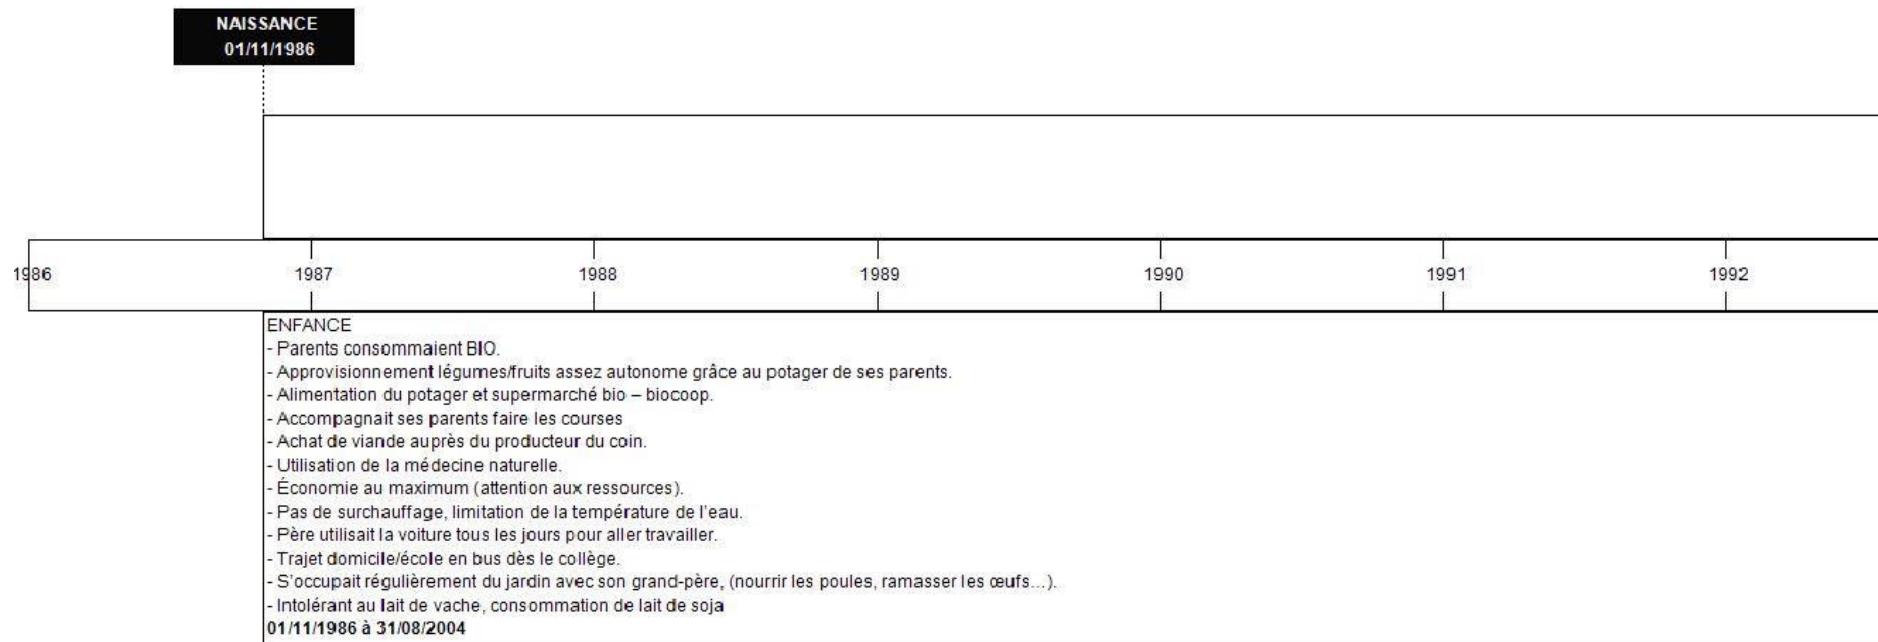 NAISSANCE
01/11/1986
1986 1987 1988 1989 1990 1991 1992
ENFANCE
- Parents consommaient BIO.
- Approvisionnement légumes/fruits assez autonome grâce au potager de ses parents.
- Alimentation du potager et supermarché bio – biocoop.
- Accompagnait ses parents faire les courses
- Achat de viande auprès du producteur du coin.
- Utilisation de la médecine naturelle.
- Économie au maximum (attention aux ressources).
- Pas de surchauffage, limitation de la température de l'eau.
- Père utilisait la voiture tous les jours pour aller travailler.
- Trajet domicile/école en bus dès le collège.
- S'occupait régulièrement du jardin avec son grand-père, (nourrir les poules, ramasser les œufs...).
- Intolérant au lait de vache, consommation de lait de soja
01/11/1986 à 31/08/2004